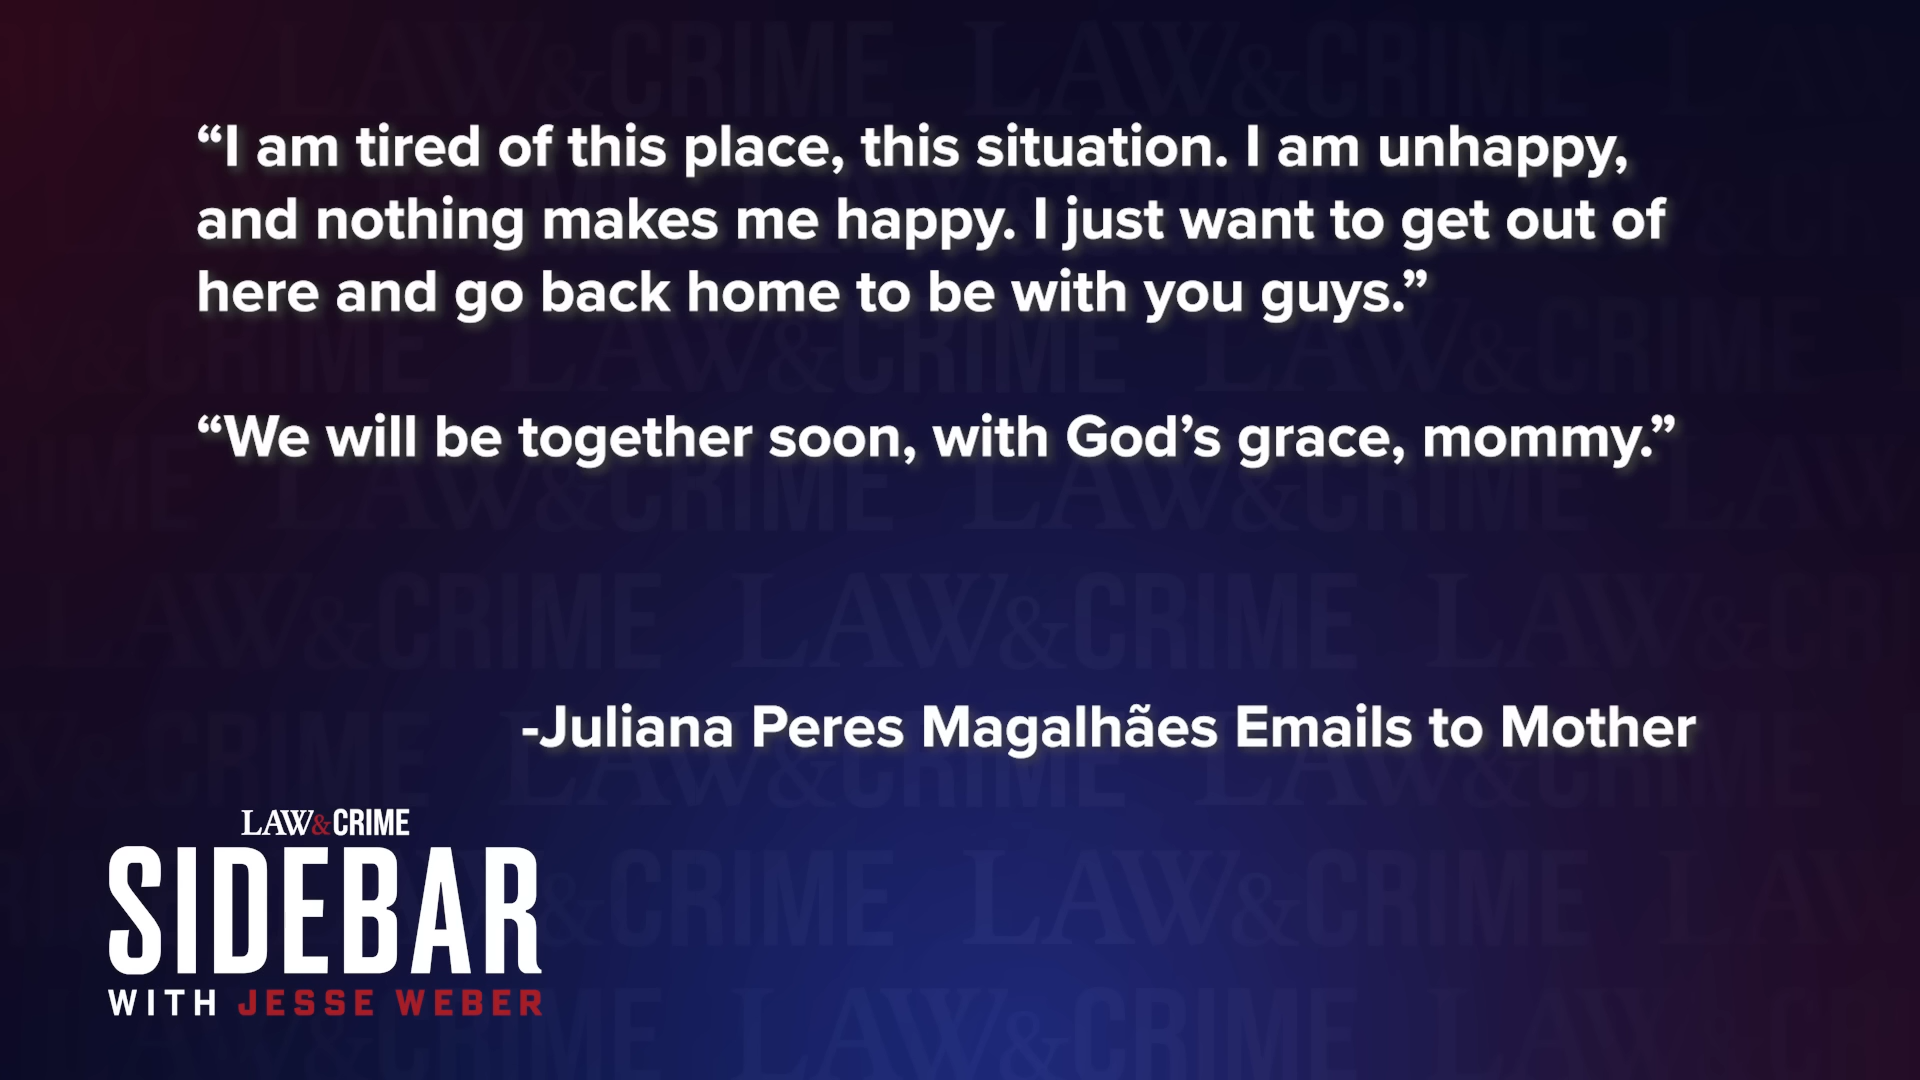 “I am tired of this place, this situation. I am unhappy,
and nothing makes me happy. I just want to get out of
here and go back home to be with you guys.”
“We will be together soon, with God’s grace, mommy.”
-Juliana Peres Magalhães Emails to Mother
LAW&CRIME
SIDEBAR
WITH JESSE WEBER